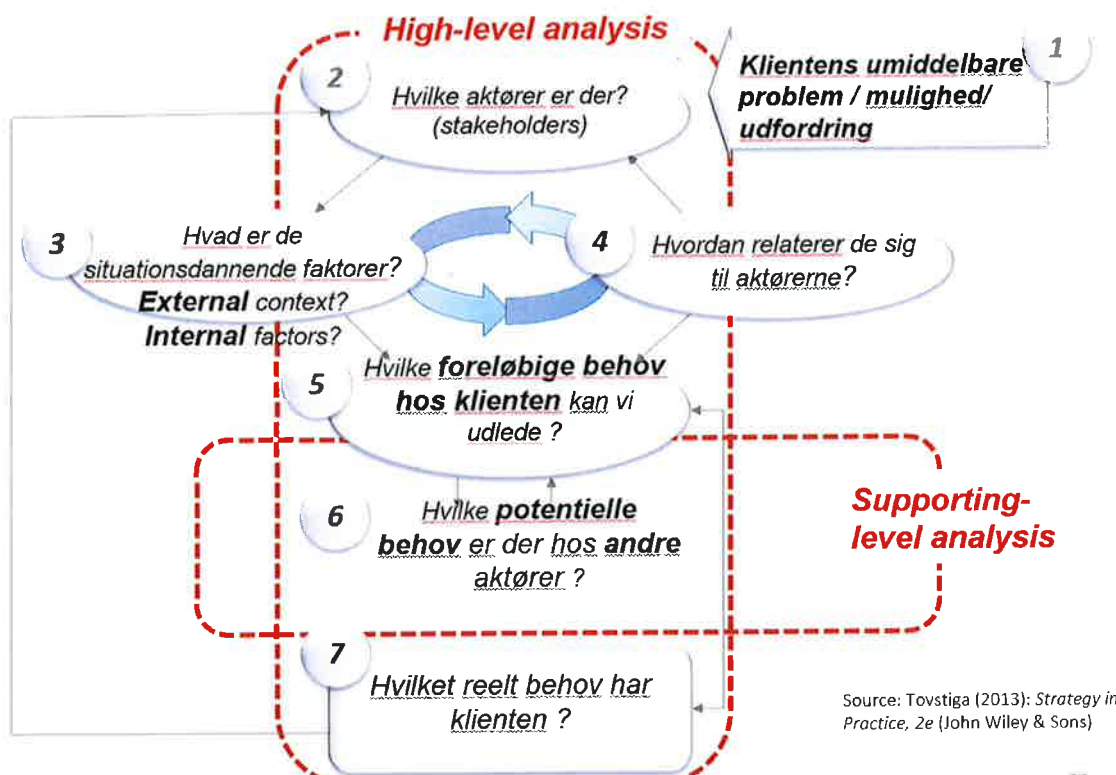 High-level analysis
1
Klientens umiddelbare
problem / mulighed/
udfordring
2
Hvilke aktører er der?
(stakeholders)
3
Hvad er de
situationsdannende faktorer?
External context?
Internal factors?
4
Hvordan relaterer de sig
til aktørerne?
5
Hvilke foreløbige behov
hos klienten kan vi
udlede ?
6
Hvilke potentielle
behov er der hos andre
aktører ?
Supporting-
level analysis
7
Hvilket reelt behov har
klienten ?
Source: Tovstiga (2013): Strategy in
Practice, 2e (John Wiley & Sons)